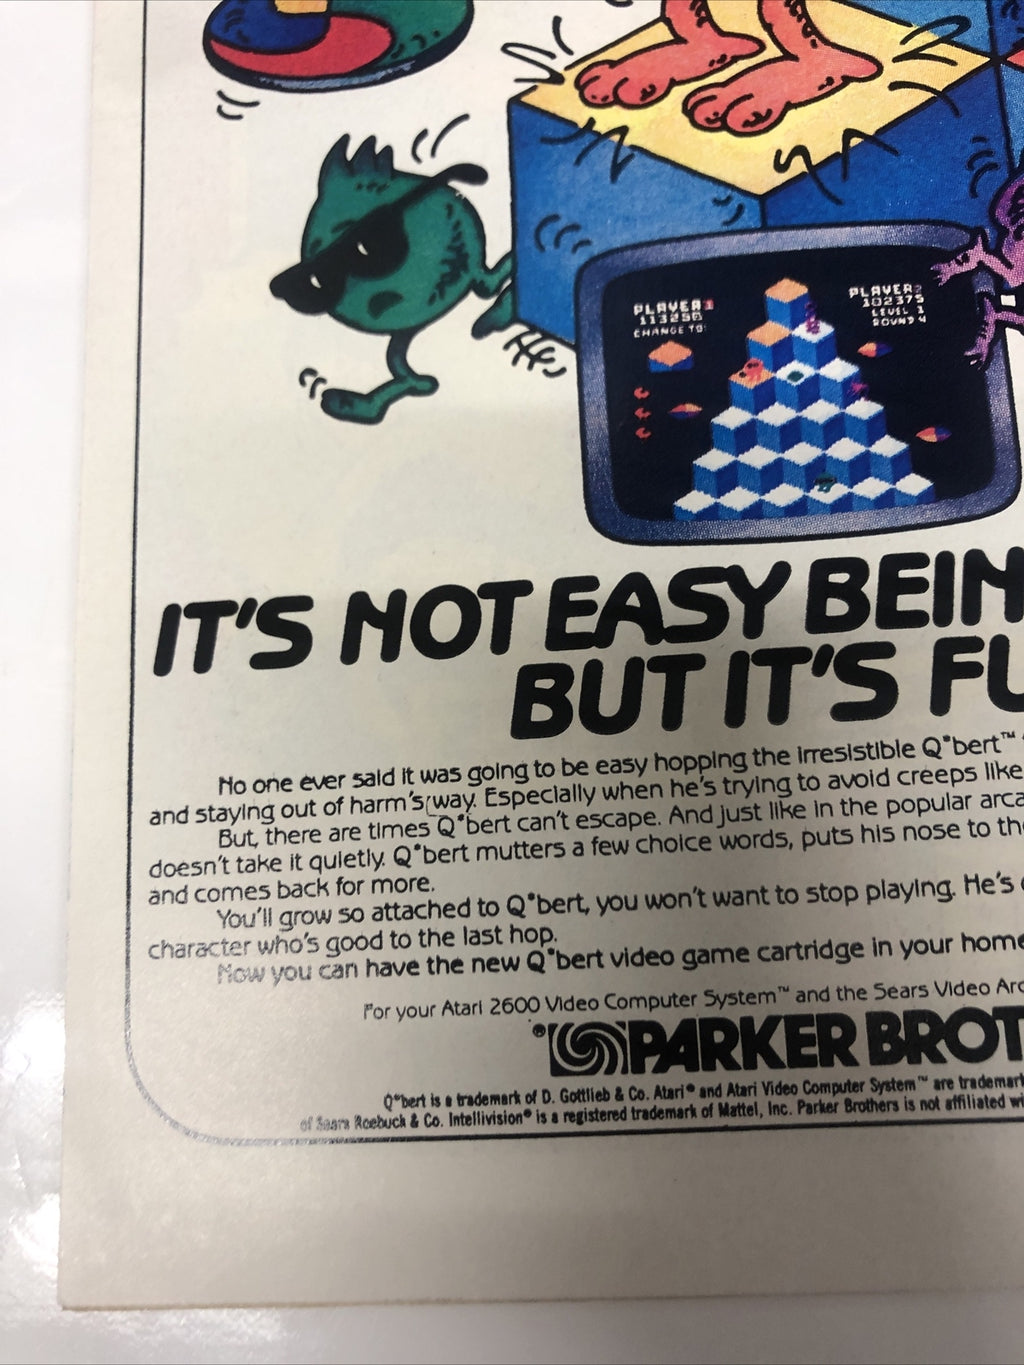 PLAYER 1
113250
CHANGE TO:
PLAYER 2
102375
LEVEL 1
ROUND 4
IT'S NOT EASY BEIN
BUT IT'S FU
No one ever said it was going to be easy hopping the irresistible Q*bert™
and staying out of harm's way. Especially when he's trying to avoid creeps like
But, there are times Q*bert can't escape. And just like in the popular arca
doesn't take it quietly. Q*bert mutters a few choice words, puts his nose to the
and comes back for more.
You'll grow so attached to Q*bert, you won't want to stop playing. He's
character who's good to the last hop.
Now you can have the new Q*bert video game cartridge in your home
For your Atari 2600 Video Computer System™ and the Sears Video Arc
PARKER BROT
Q*bert is a trademark of D. Gottlieb & Co. Atari® and Atari Video Computer System™ are trademark
of Sears Roebuck & Co. Intellivision® is a registered trademark of Mattel, Inc. Parker Brothers is not affiliated wi